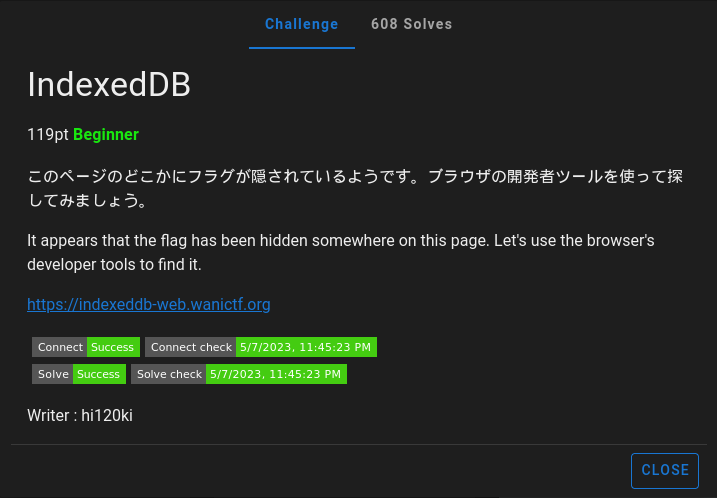 Challenge
608 Solves
IndexedDB
119pt Beginner
このページのどこかにフラグが隠されているようです。ブラウザの開発者ツールを使って探
してみましょう。
It appears that the flag has been hidden somewhere on this page. Let's use the browser's
developer tools to find it.
https://indexeddb-web.wanictf.org
Connect Success Connect check 5/7/2023, 11:45:23 PM
Solve Success Solve check 5/7/2023, 11:45:23 PM
Writer : hi120ki
CLOSE